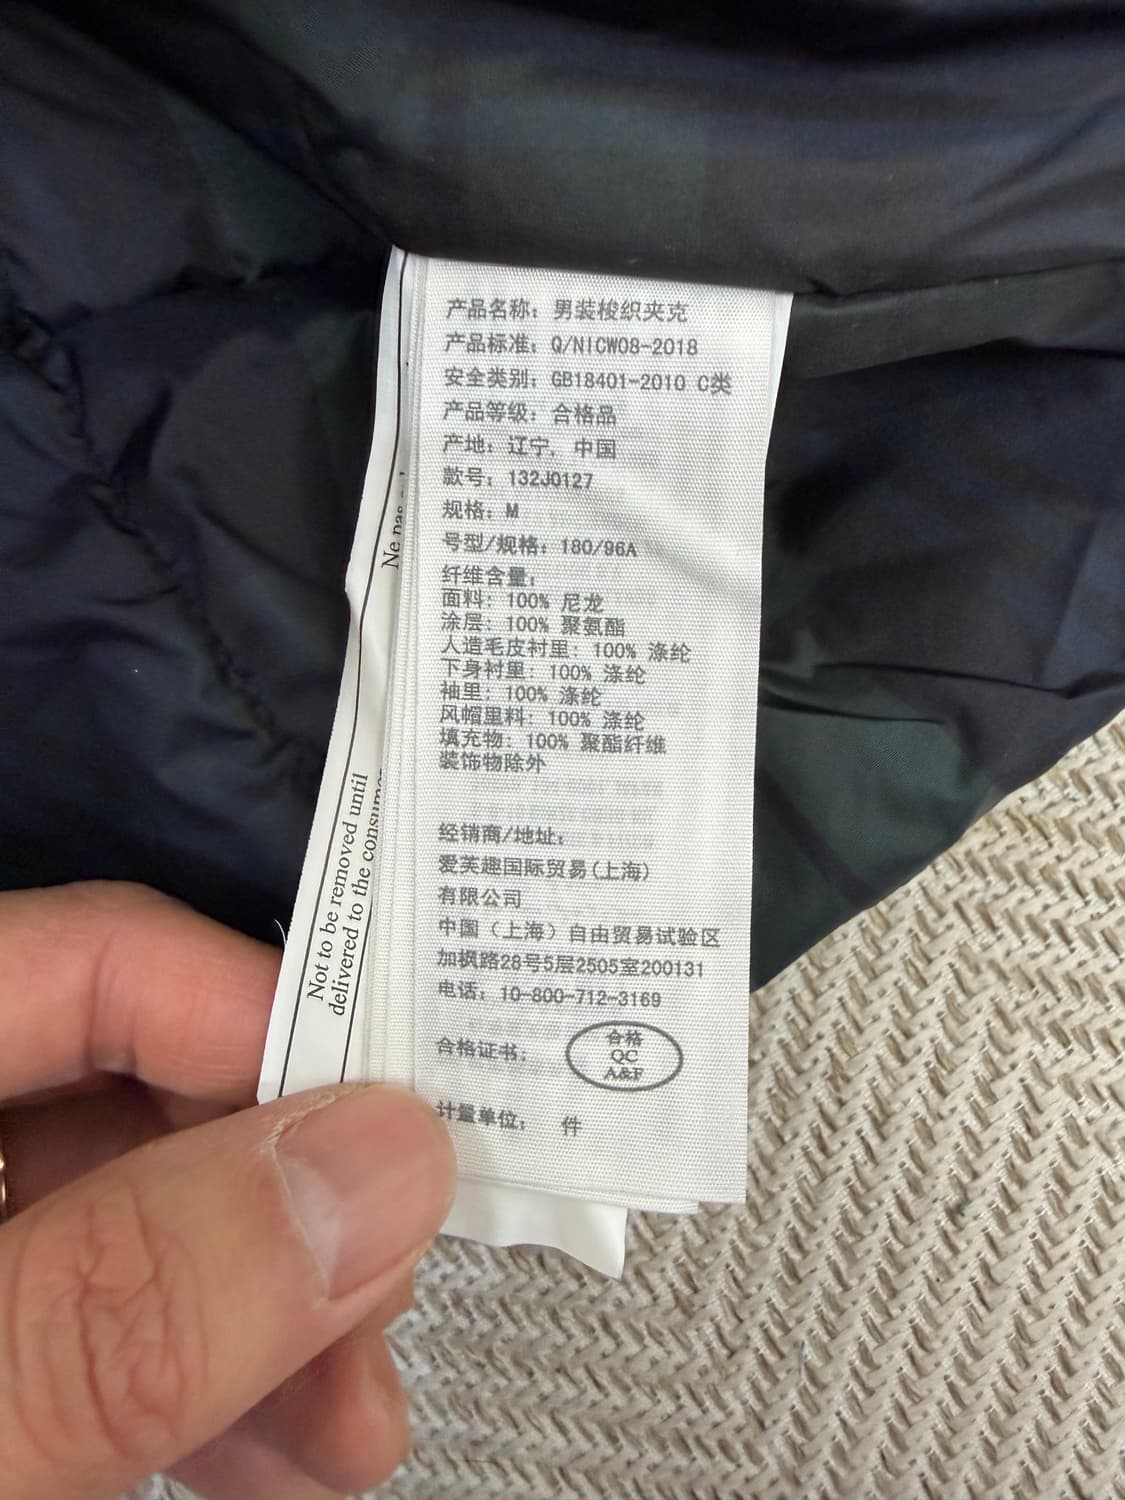 产品名称：男装梭织夹克
产品标准：Q/NICW08-2018
安全类别：GB18401-2010 C类
产品等级：合格品
产地：辽宁，中国
款号：132J0127
规格：M
号型/规格：180/96A
纤维含量：
面料：100% 尼龙
涂层：100% 聚氨酯
人造毛皮衬里：100% 涤纶
下身衬里：100% 涤纶
袖里：100% 涤纶
风帽里料：100% 涤纶
填充物：100% 聚酯纤维
装饰物除外
经销商/地址：
爱芙趣国际贸易(上海)
有限公司
中国（上海）自由贸易试验区
加枫路28号5层2505室200131
电话：10-800-712-3169
合格证书：
合格
QC
A&F
计量单位： 件
Not to be removed until
delivered to the consumer
Ne pas